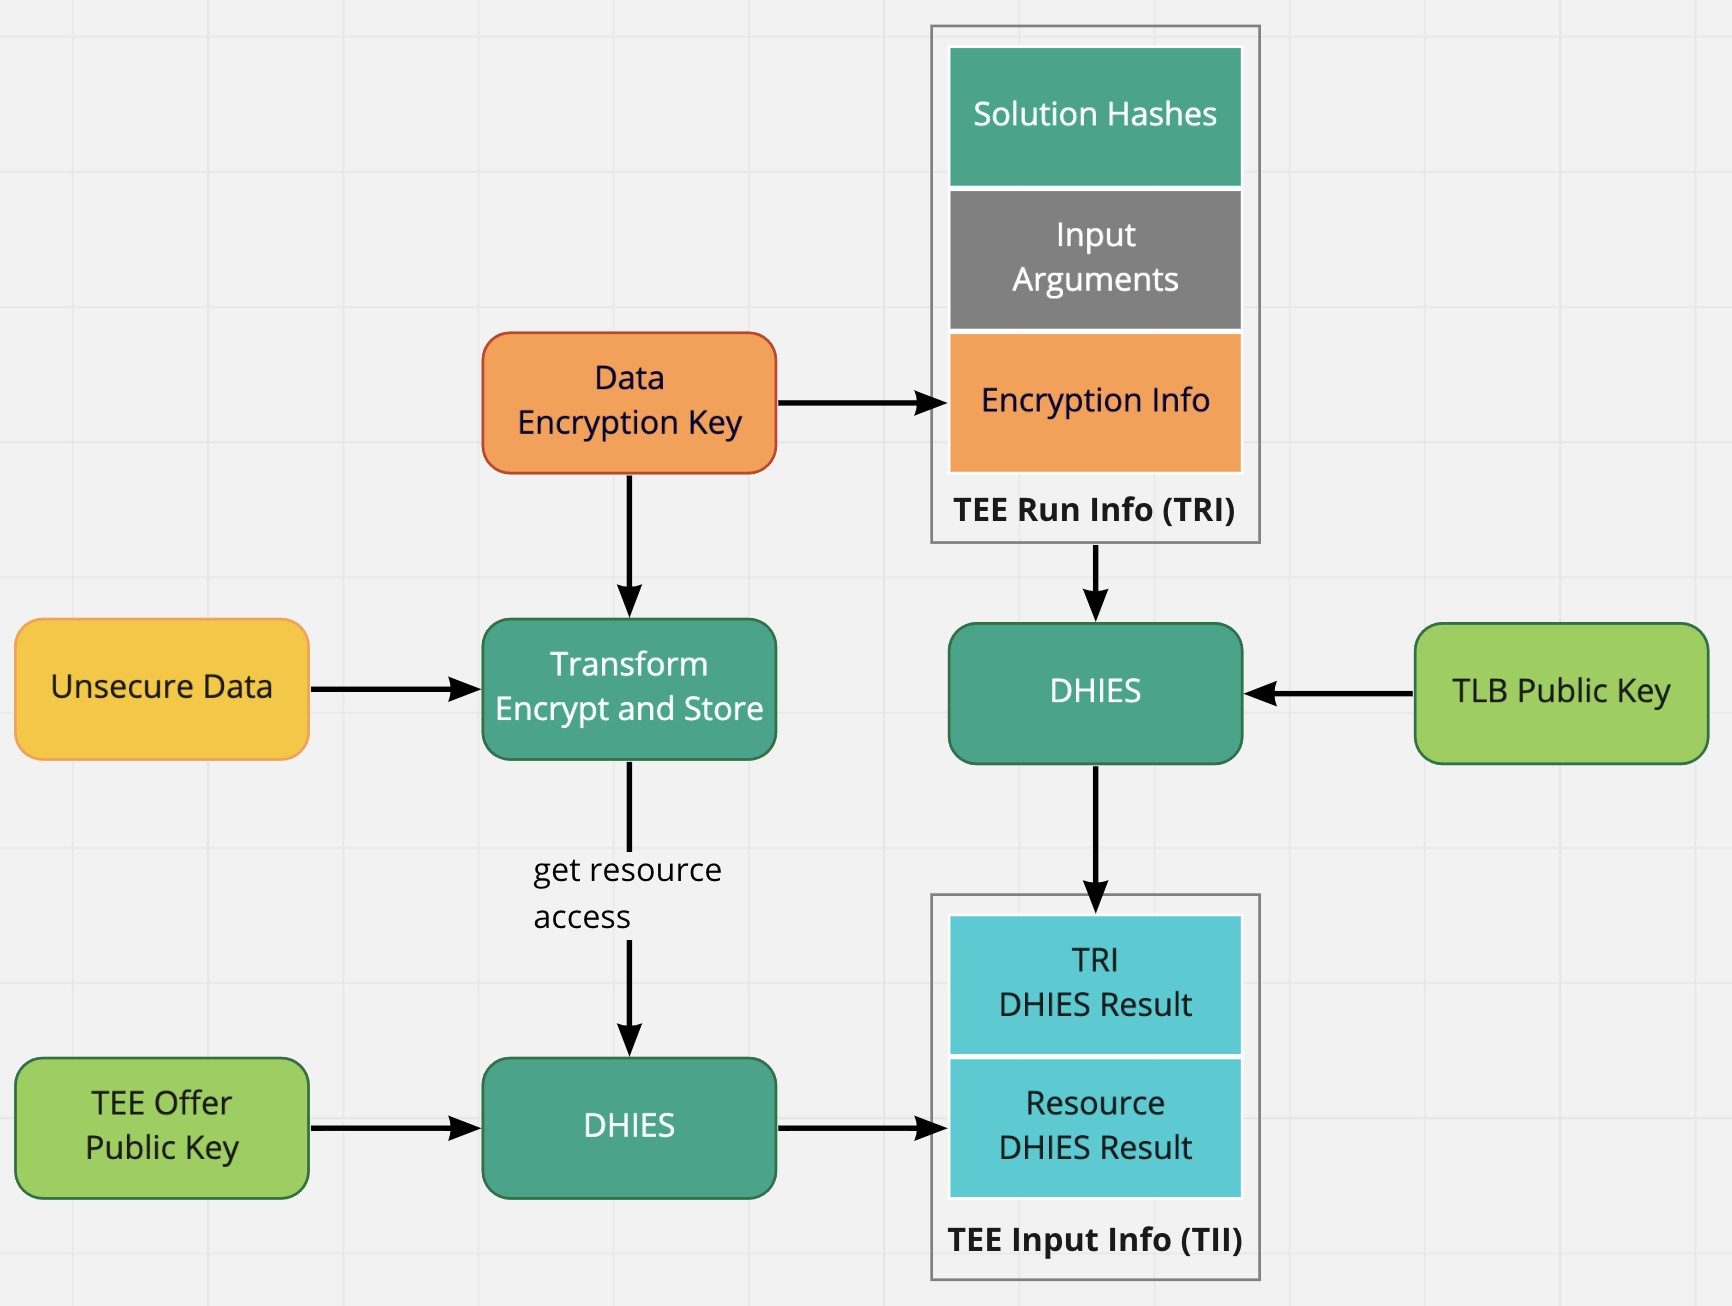 Solution Hashes
Input
Arguments
Data
Encryption Key
Encryption Info
TEE Run Info (TRI)
Unsecure Data
Transform
Encrypt and Store
DHIES
TLB Public Key
get resource
access
TRI
DHIES Result
TEE Offer
Public Key
DHIES
Resource
DHIES Result
TEE Input Info (TII)